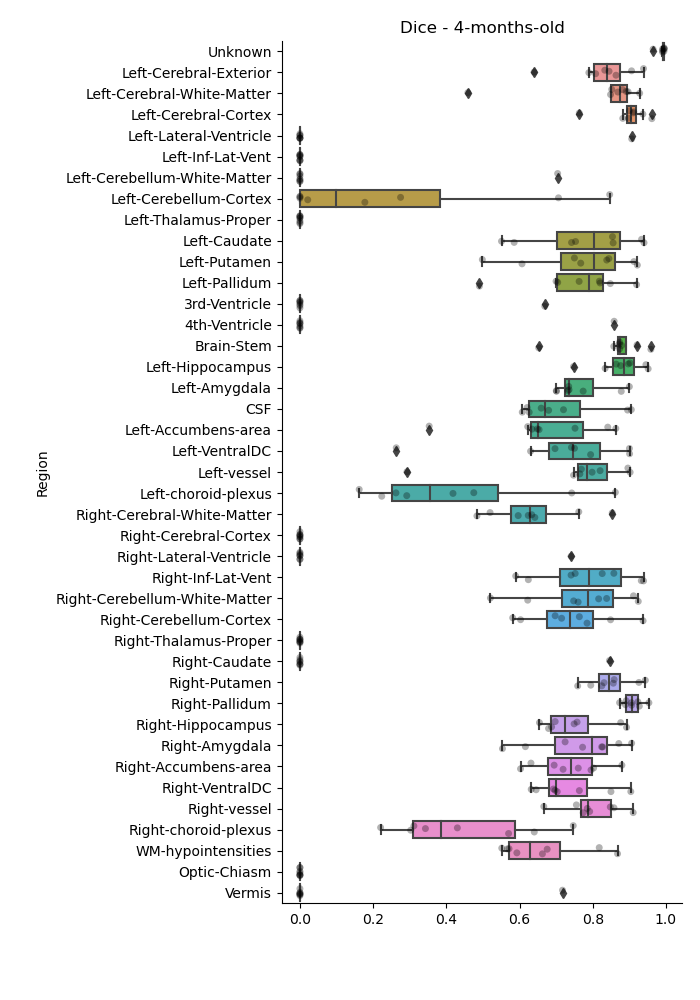 Dice - 4-months-old
Unknown
Left-Cerebral-Exterior
Left-Cerebral-White-Matter
Left-Cerebral-Cortex
Left-Lateral-Ventricle
Left-Inf-Lat-Vent
Left-Cerebellum-White-Matter
Left-Cerebellum-Cortex
Left-Thalamus-Proper
Left-Caudate
Left-Putamen
Left-Pallidum
3rd-Ventricle
4th-Ventricle
Brain-Stem
Left-Hippocampus
Left-Amygdala
CSF
Left-Accumbens-area
Left-VentralDC
Left-vessel
Left-choroid-plexus
Right-Cerebral-White-Matter
Right-Cerebral-Cortex
Right-Lateral-Ventricle
Right-Inf-Lat-Vent
Right-Cerebellum-White-Matter
Right-Cerebellum-Cortex
Right-Thalamus-Proper
Right-Caudate
Right-Putamen
Right-Pallidum
Right-Hippocampus
Right-Amygdala
Right-Accumbens-area
Right-VentralDC
Right-vessel
Right-choroid-plexus
WM-hypointensities
Optic-Chiasm
Vermis
Region
0.0 0.2 0.4 0.6 0.8 1.0